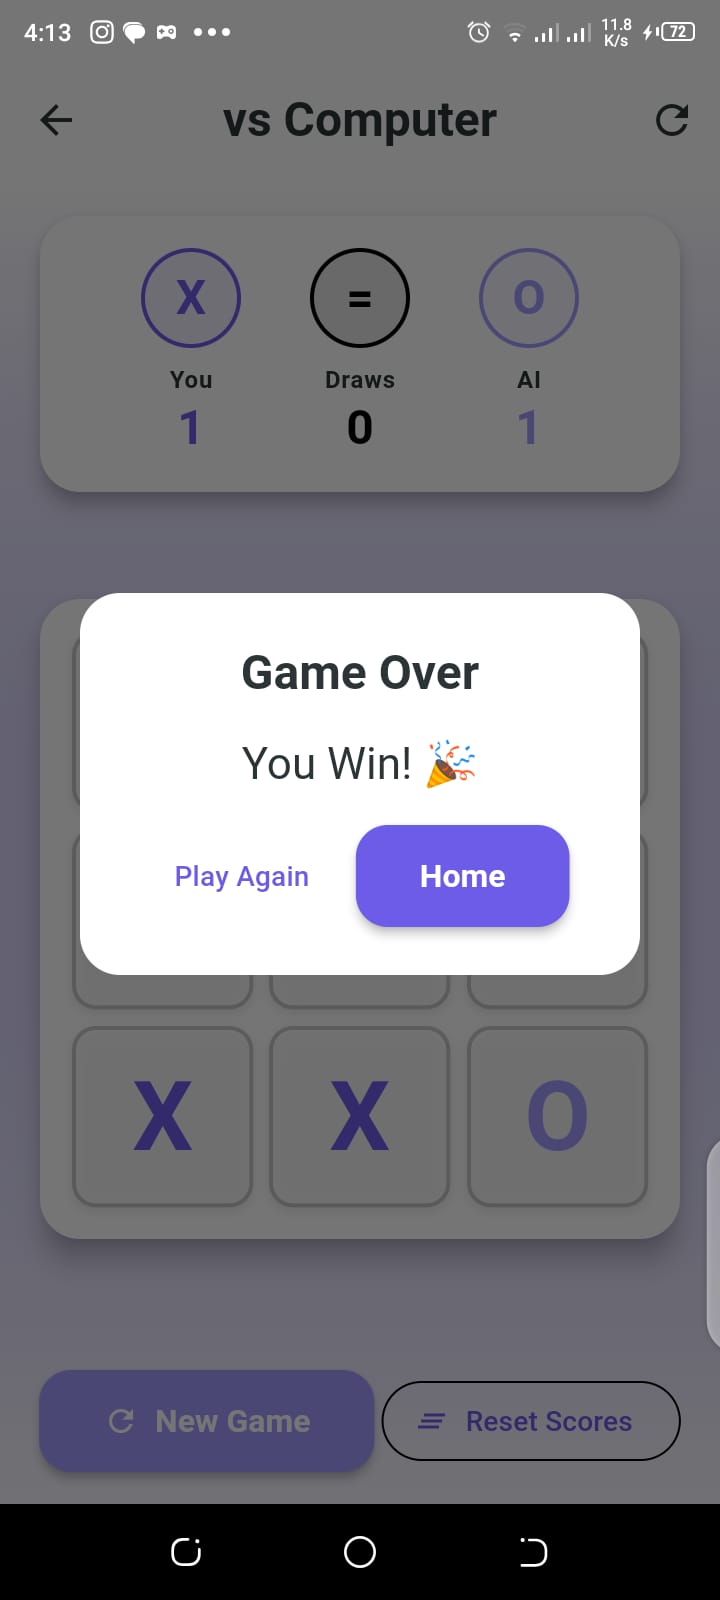 4:13
11.8
K/s
72
vs Computer
X = O
You Draws AI
1 0 1
Game Over
You Win! 🎉
Play Again Home
X X O
New Game Reset Scores